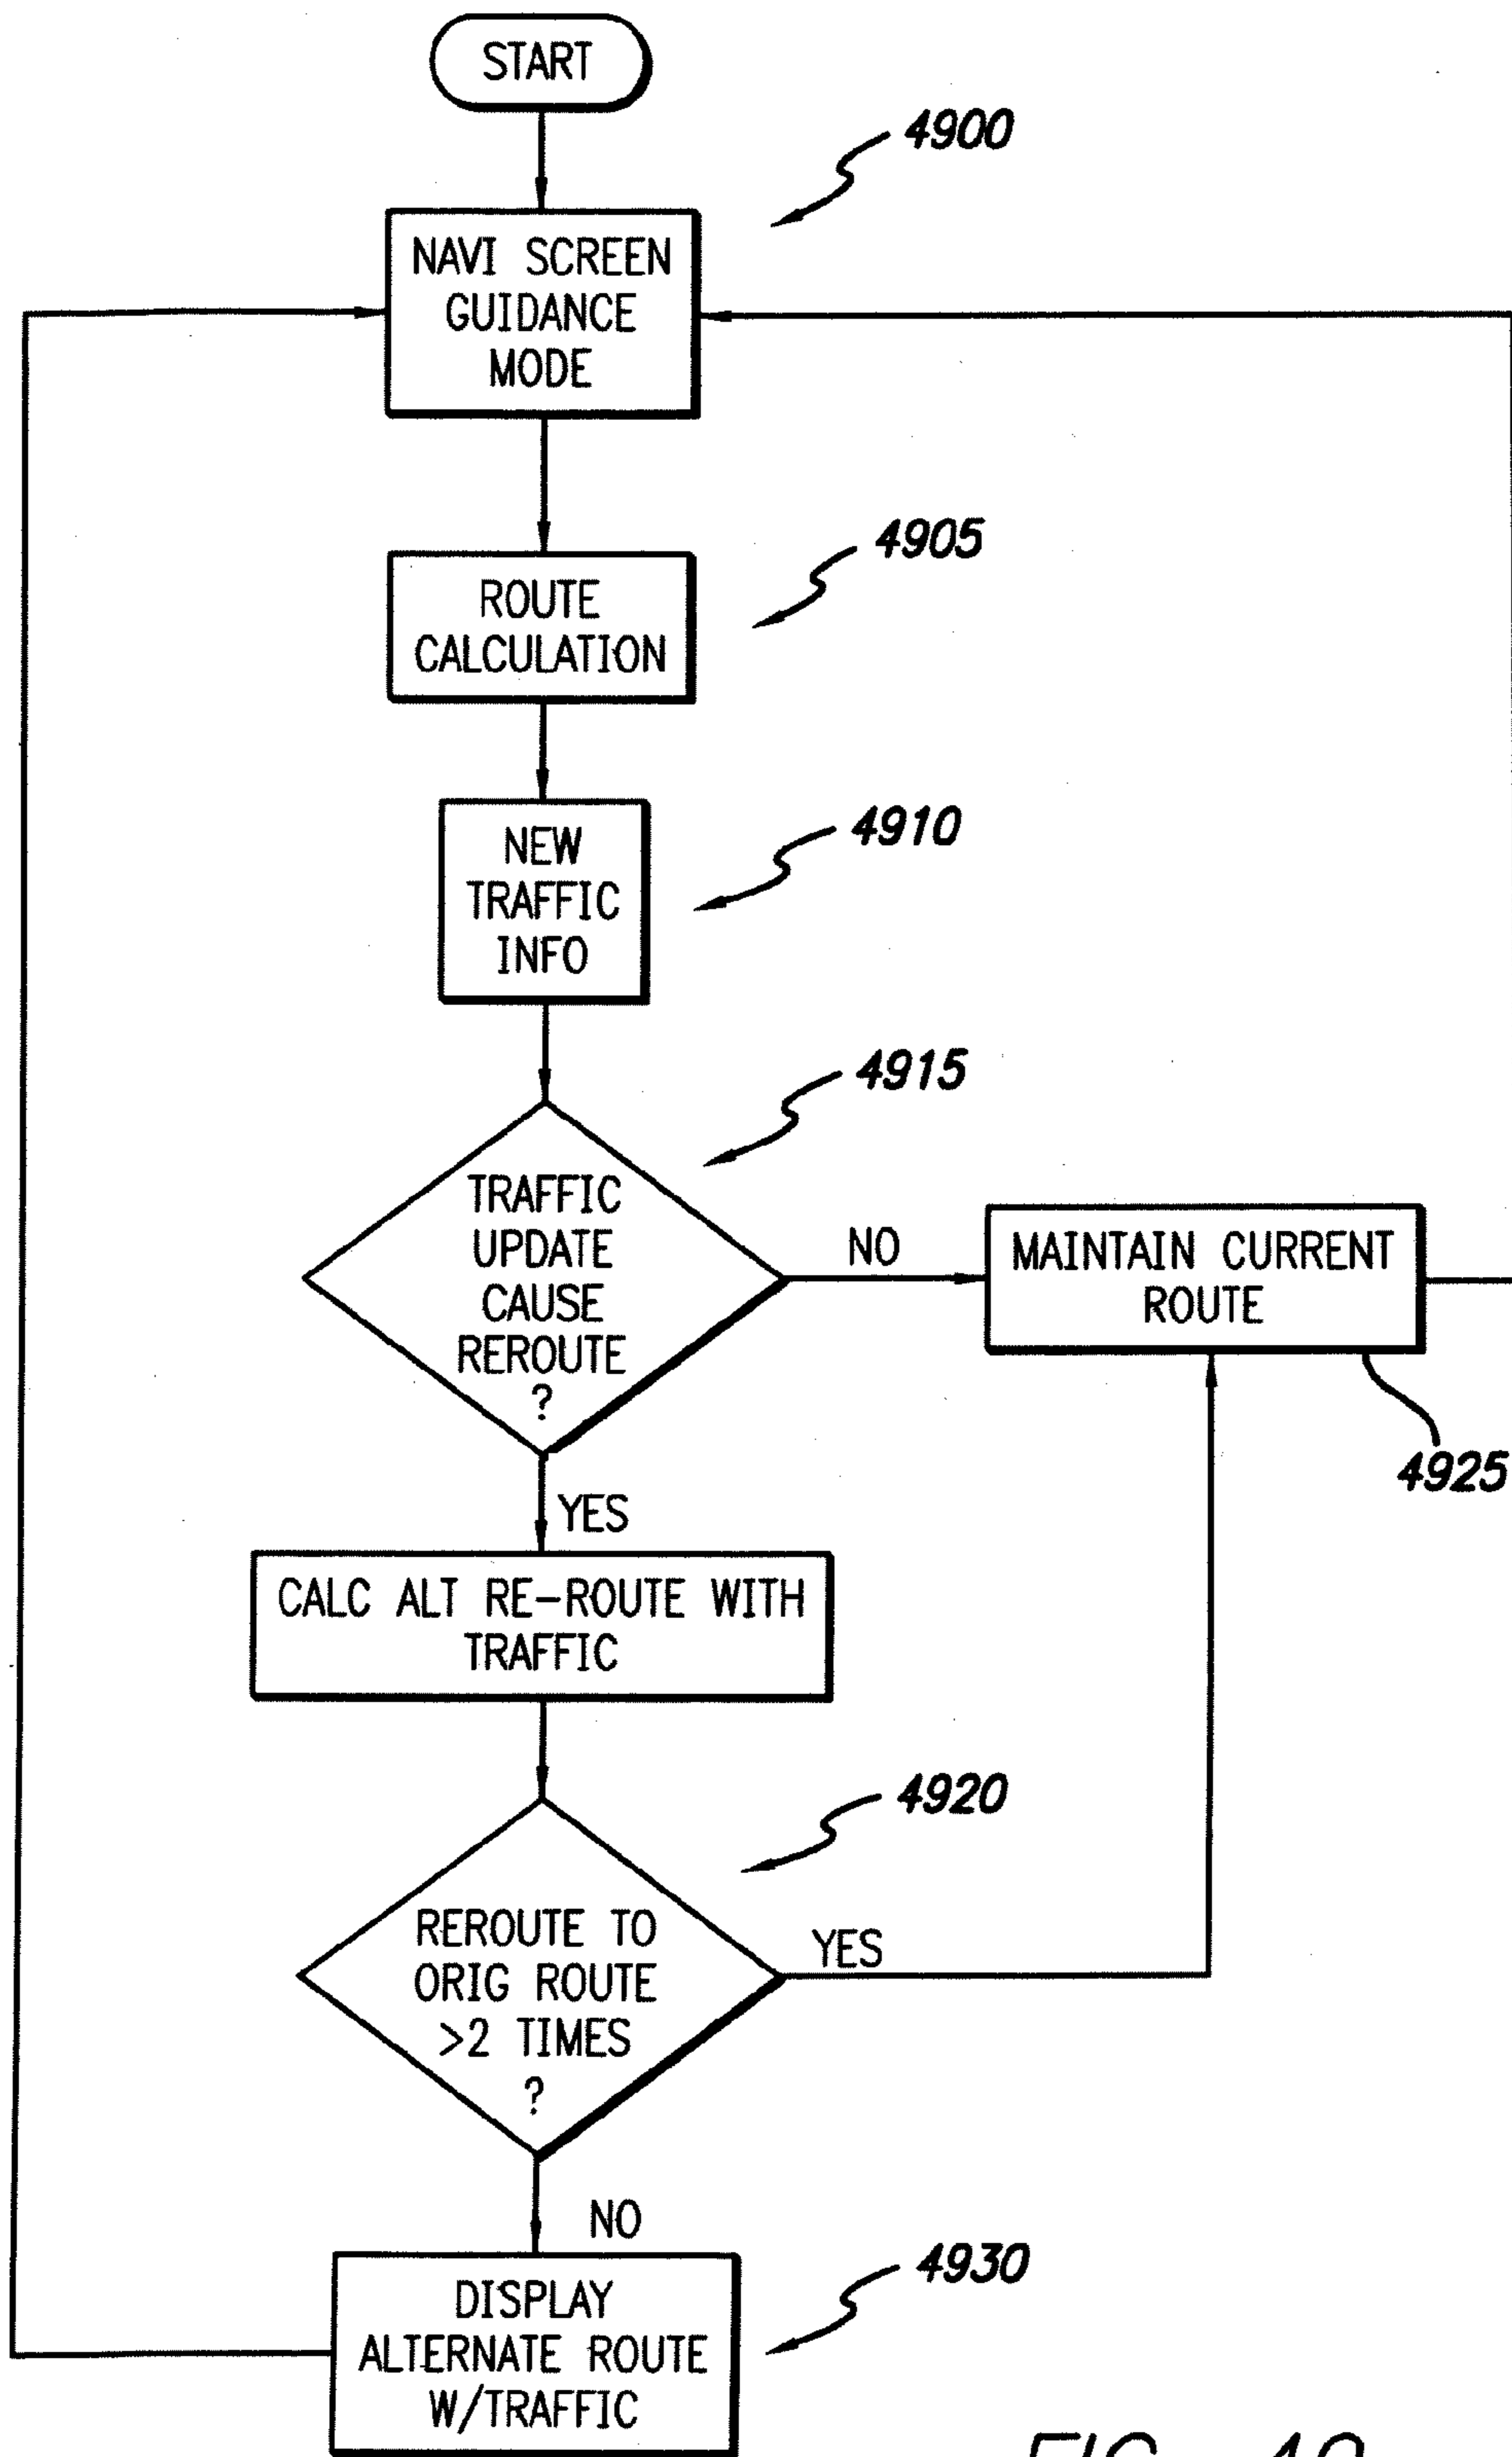 START
4900
NAVI SCREEN
GUIDANCE
MODE
4905
ROUTE
CALCULATION
4910
NEW
TRAFFIC
INFO
4915
TRAFFIC
UPDATE
CAUSE
REROUTE
?
NO
MAINTAIN CURRENT
ROUTE
4925
YES
CALC ALT RE-ROUTE WITH
TRAFFIC
4920
REROUTE TO
ORIG ROUTE
>2 TIMES
?
YES
NO
4930
DISPLAY
ALTERNATE ROUTE
W/TRAFFIC